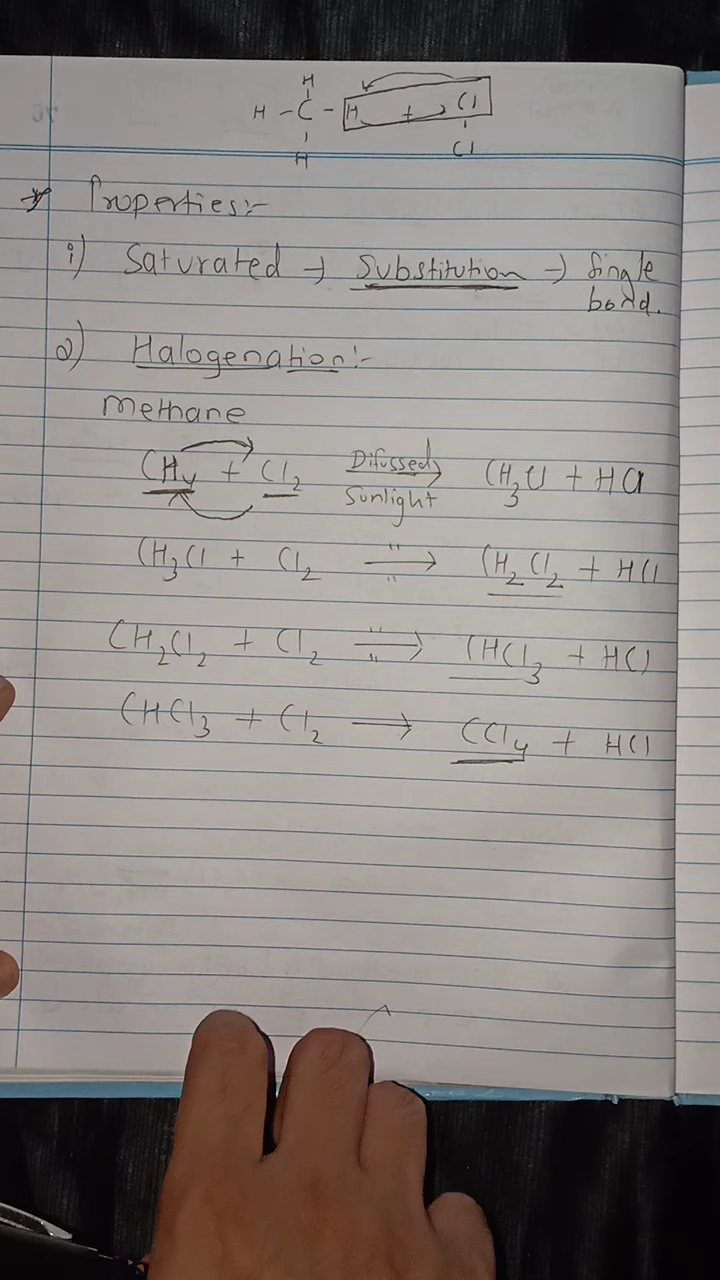 H
H - C - H + Cl
H Cl
* Properties:-
i) Saturated → Substitution → Single bond.
2) Halogenation:-
Methane
CH4 + Cl2 Difussed Sunlight → CH3Cl + HCl
CH3Cl + Cl2 " → " CH2Cl2 + HCl
CH2Cl2 + Cl2 " → " CHCl3 + HCl
CHCl3 + Cl2 → CCl4 + HCl